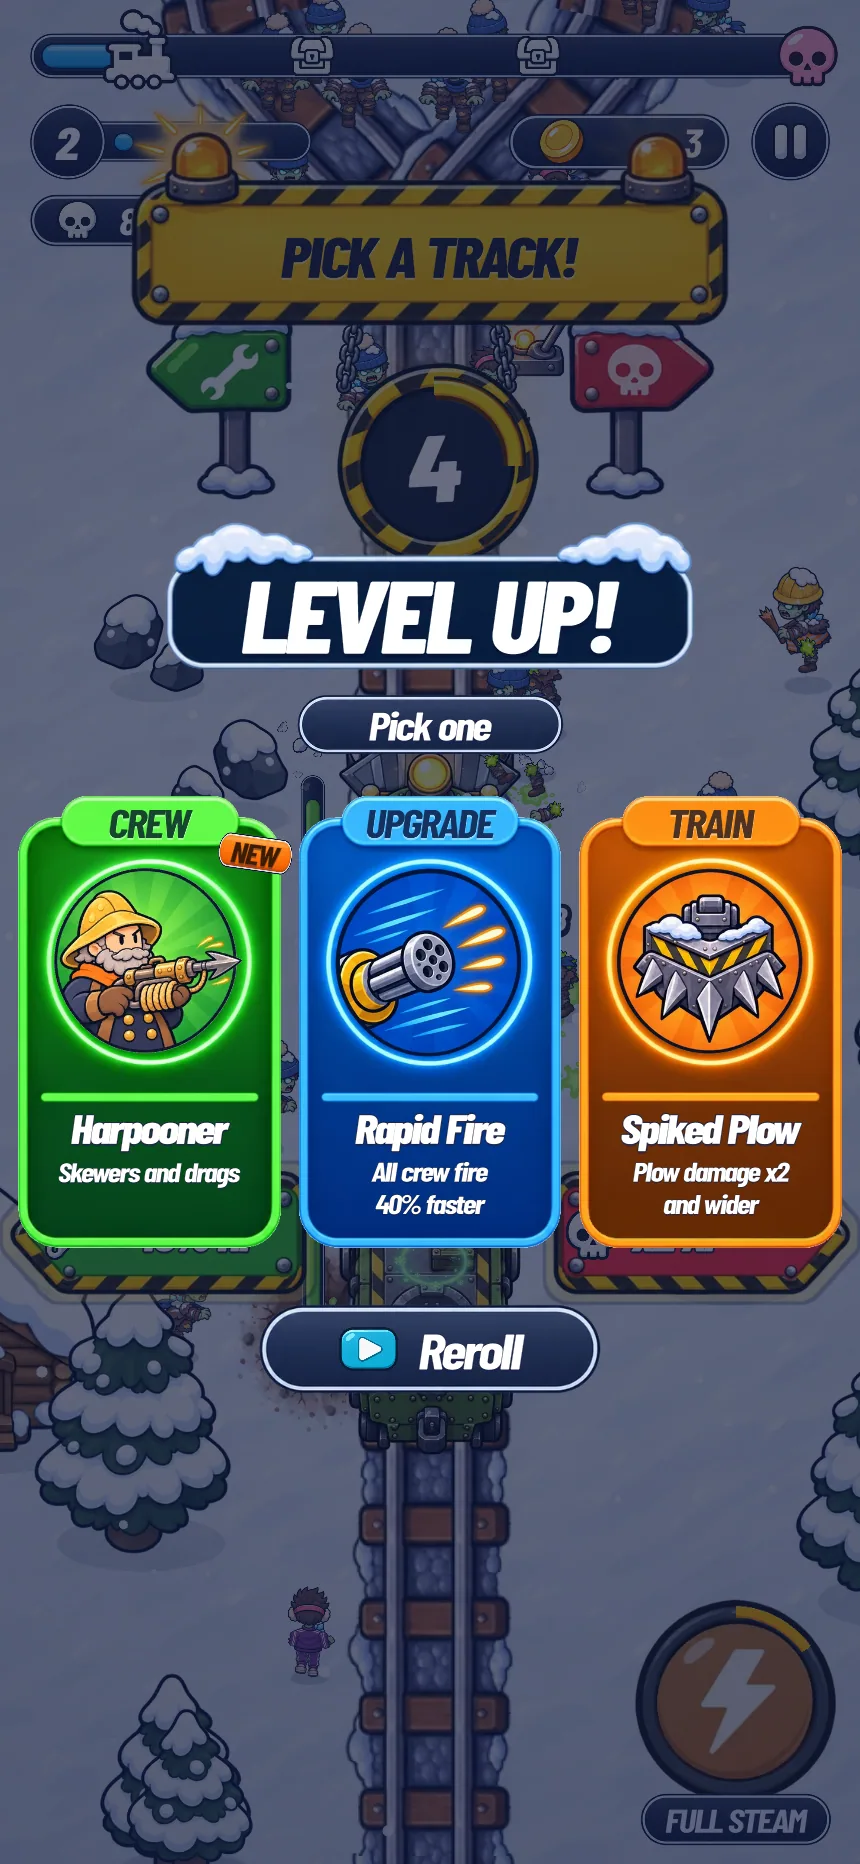 2
3
8
PICK A TRACK!
4
LEVEL UP!
Pick one
CREW
NEW
UPGRADE
TRAIN
Harpooner
Skewers and drags
Rapid Fire
All crew fire
40% faster
Spiked Plow
Plow damage x2
and wider
Reroll
FULL STEAM